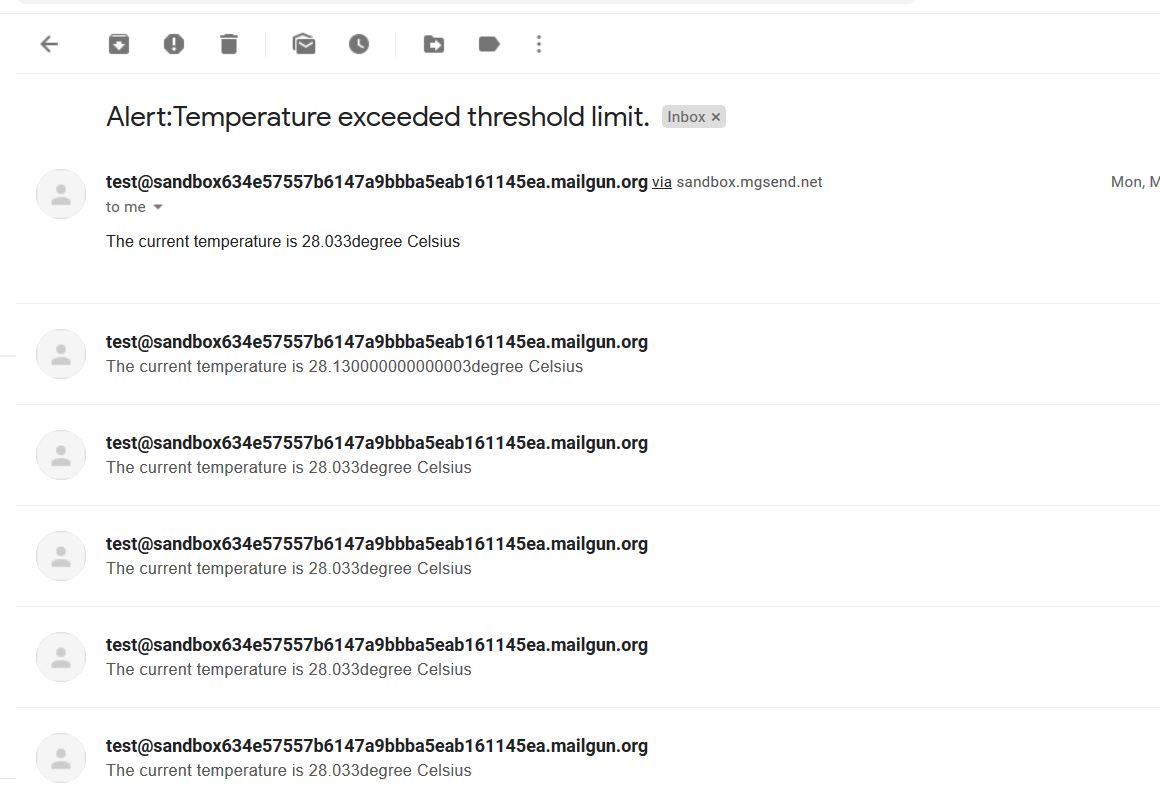 Alert:Temperature exceeded threshold limit. Inbox ×
test@sandbox634e57557b6147a9bbba5eab161145ea.mailgun.org via sandbox.mgsend.net Mon, M
to me
The current temperature is 28.033degree Celsius
test@sandbox634e57557b6147a9bbba5eab161145ea.mailgun.org
The current temperature is 28.130000000000003degree Celsius
test@sandbox634e57557b6147a9bbba5eab161145ea.mailgun.org
The current temperature is 28.033degree Celsius
test@sandbox634e57557b6147a9bbba5eab161145ea.mailgun.org
The current temperature is 28.033degree Celsius
test@sandbox634e57557b6147a9bbba5eab161145ea.mailgun.org
The current temperature is 28.033degree Celsius
test@sandbox634e57557b6147a9bbba5eab161145ea.mailgun.org
The current temperature is 28.033degree Celsius